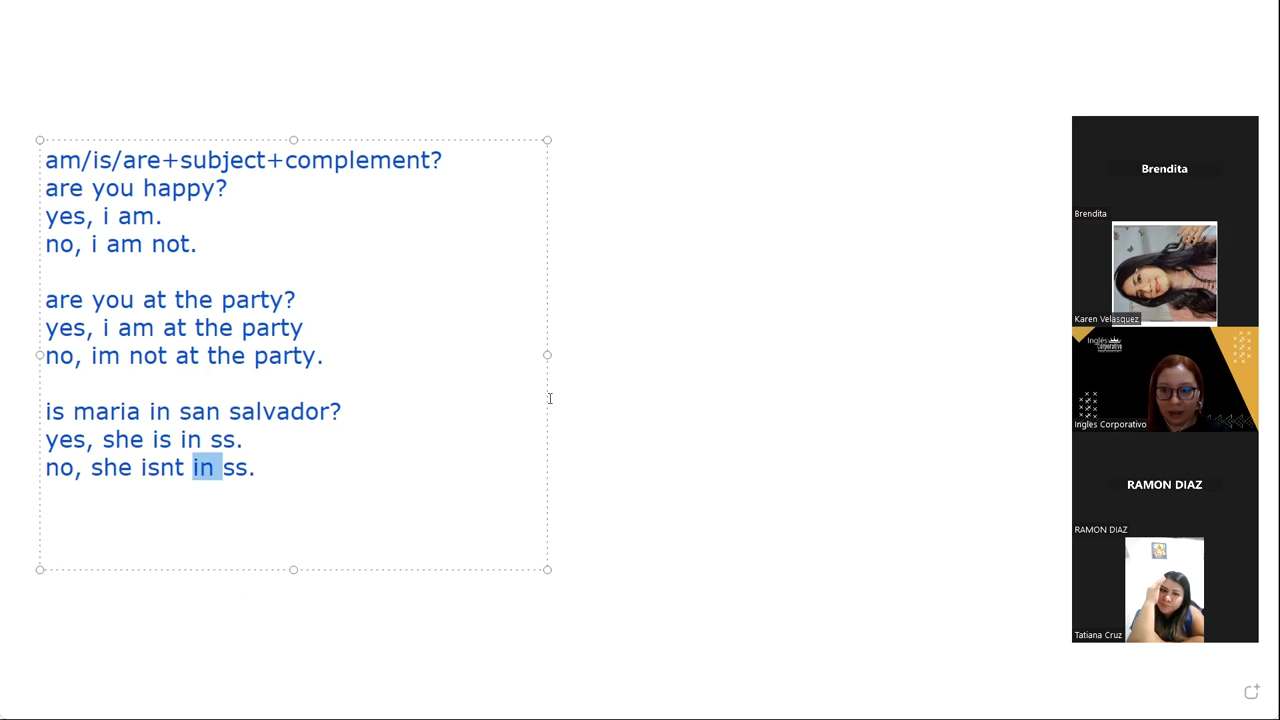 am/is/are+subject+complement?
are you happy?
yes, i am.
no, i am not.
are you at the party?
yes, i am at the party
no, im not at the party.
is maria in san salvador?
yes, she is in ss.
no, she isnt in ss.
Brendita
Brendita
Karen Velasquez
Inglés
Corporativo
Ingles Corporativo
RAMON DIAZ
RAMON DIAZ
Tatiana Cruz